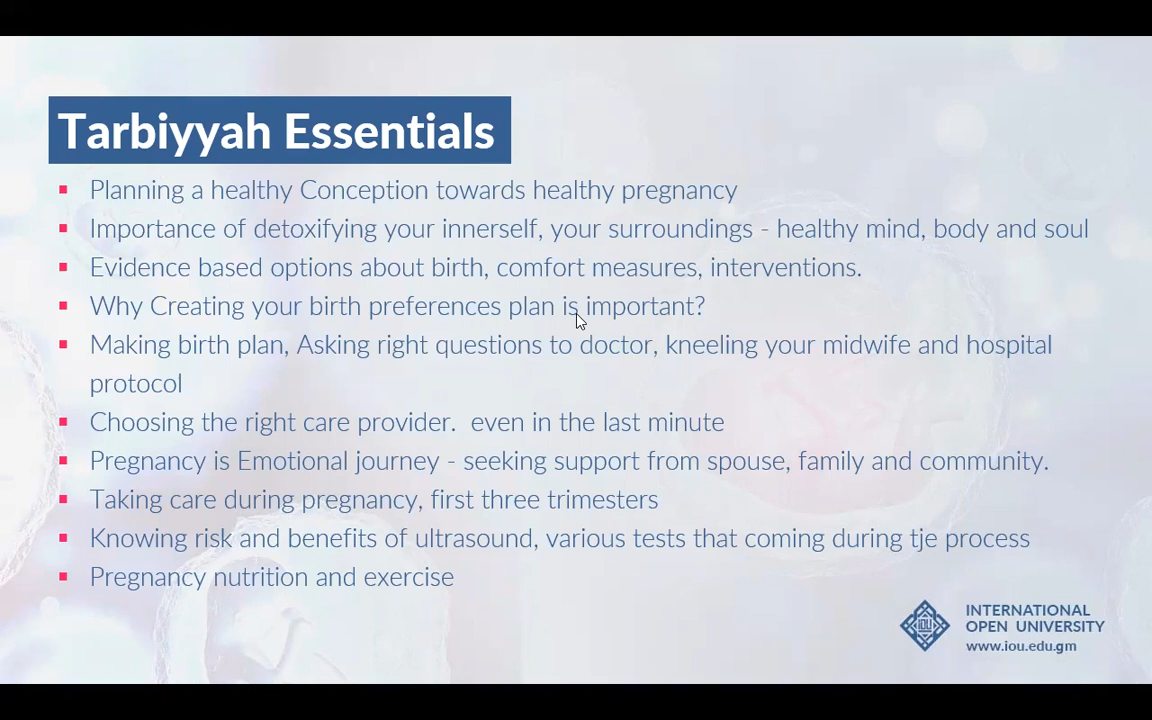 Tarbiyyah Essentials
▪ Planning a healthy Conception towards healthy pregnancy
▪ Importance of detoxifying your innerself, your surroundings - healthy mind, body and soul
▪ Evidence based options about birth, comfort measures, interventions.
▪ Why Creating your birth preferences plan is important?
▪ Making birth plan, Asking right questions to doctor, kneeling your midwife and hospital
protocol
▪ Choosing the right care provider.  even in the last minute
▪ Pregnancy is Emotional journey - seeking support from spouse, family and community.
▪ Taking care during pregnancy, first three trimesters
▪ Knowing risk and benefits of ultrasound, various tests that coming during tje process
▪ Pregnancy nutrition and exercise
IOU
INTERNATIONAL
OPEN UNIVERSITY
www.iou.edu.gm